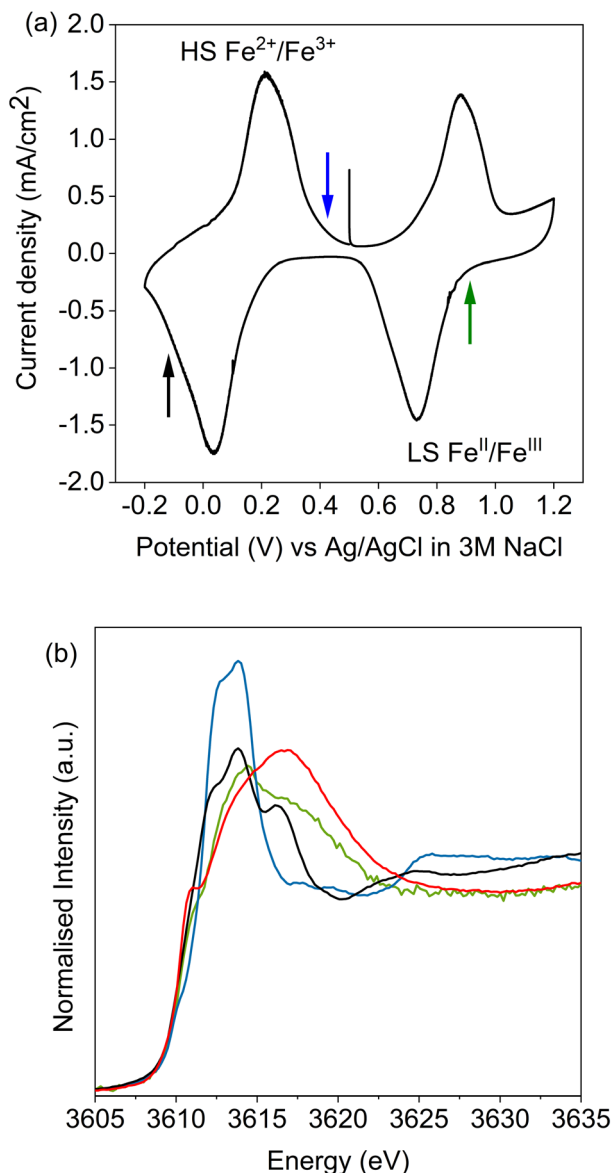 (a)
2.0
HS Fe²⁺/Fe³⁺
1.5
1.0
0.5
0.0
-0.5
-1.0
-1.5
-2.0
LS Feᴵᴵ/Feᴵᴵᴵ
Current density (mA/cm²)
-0.2 0.0 0.2 0.4 0.6 0.8 1.0 1.2
Potential (V) vs Ag/AgCl in 3M NaCl
(b)
Normalised Intensity (a.u.)
3605 3610 3615 3620 3625 3630 3635
Energy (eV)